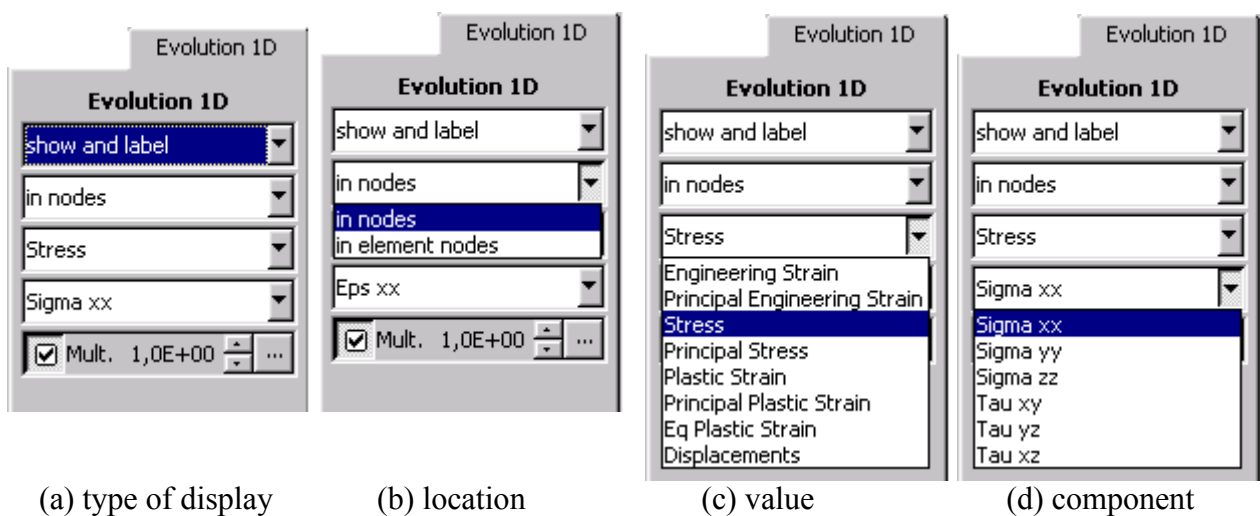 Evolution 1D
Evolution 1D
show and label
in nodes
Stress
Sigma xx
Mult. 1,0E+00 ...
(a) type of display
Evolution 1D
Evolution 1D
show and label
in nodes
in nodes
in element nodes
Eps xx
Mult. 1,0E+00 ...
(b) location
Evolution 1D
Evolution 1D
show and label
in nodes
Stress
Engineering Strain
Principal Engineering Strain
Stress
Principal Stress
Plastic Strain
Principal Plastic Strain
Eq Plastic Strain
Displacements
(c) value
Evolution 1D
Evolution 1D
show and label
in nodes
Stress
Sigma xx
Sigma xx
Sigma yy
Sigma zz
Tau xy
Tau yz
Tau xz
(d) component